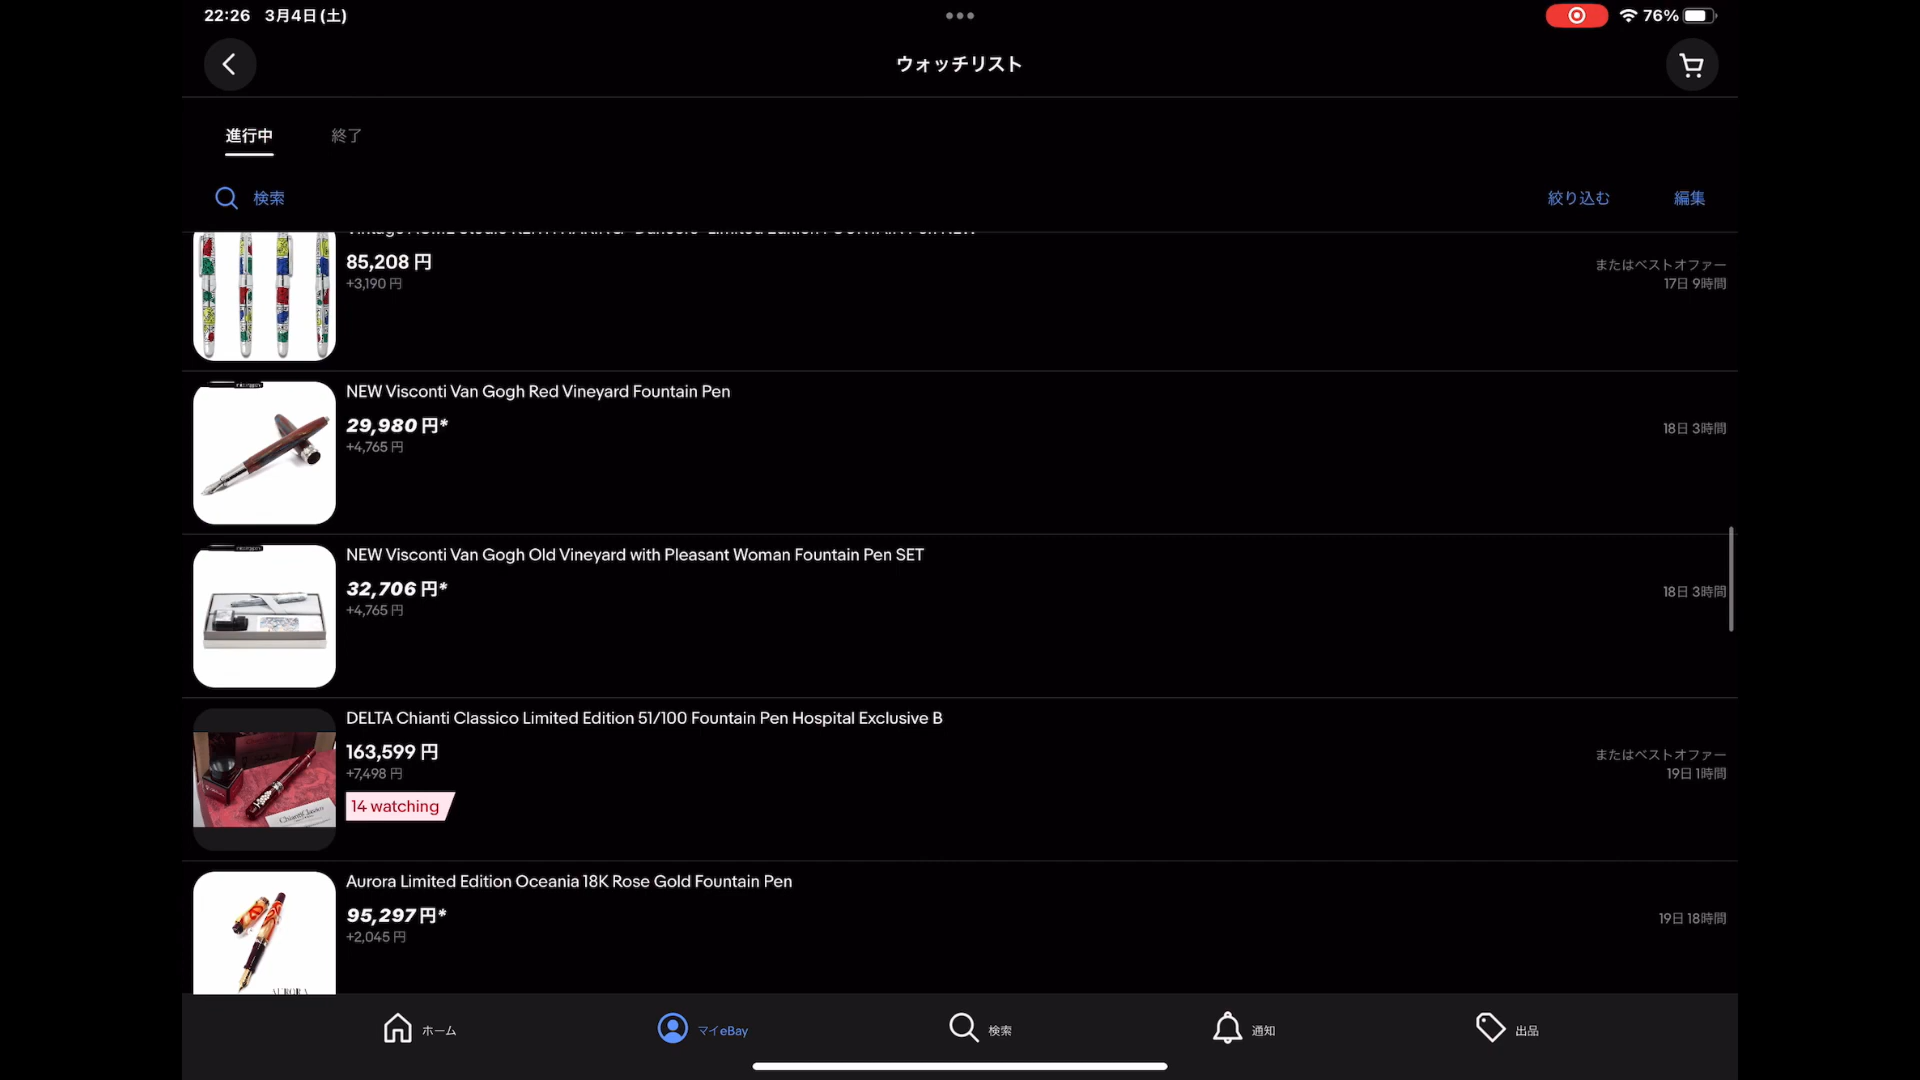 22:26 3月4日(土)
76%
ウォッチリスト
進行中 終了
検索 絞り込む 編集
85,208 円
+3,190 円
またはベストオファー
17日 9時間
NEW Visconti Van Gogh Red Vineyard Fountain Pen
29,980 円*
+4,765 円
18日 3時間
NEW Visconti Van Gogh Old Vineyard with Pleasant Woman Fountain Pen SET
32,706 円*
+4,765 円
18日 3時間
DELTA Chianti Classico Limited Edition 51/100 Fountain Pen Hospital Exclusive B
163,599 円
+7,498 円
またはベストオファー
19日 1時間
14 watching
Aurora Limited Edition Oceania 18K Rose Gold Fountain Pen
95,297 円*
+2,045 円
19日 18時間
ホーム マイeBay 検索 通知 出品